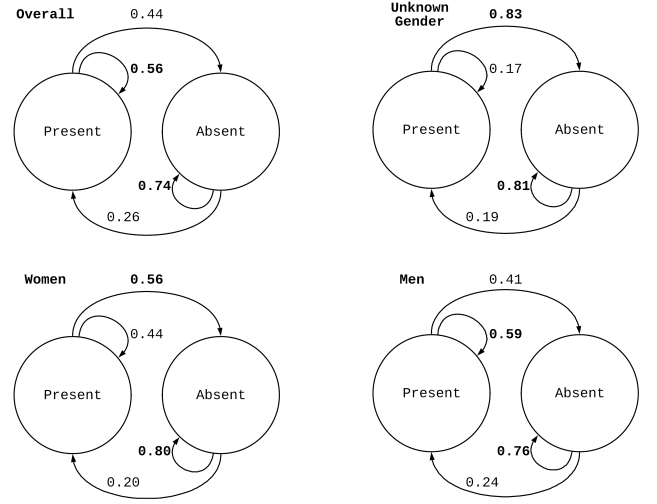 Overall
0.44
0.56
Present
Absent
0.74
0.26
Unknown
Gender
0.83
0.17
Present
Absent
0.81
0.19
Women
0.56
0.44
Present
Absent
0.80
0.20
Men
0.41
0.59
Present
Absent
0.76
0.24